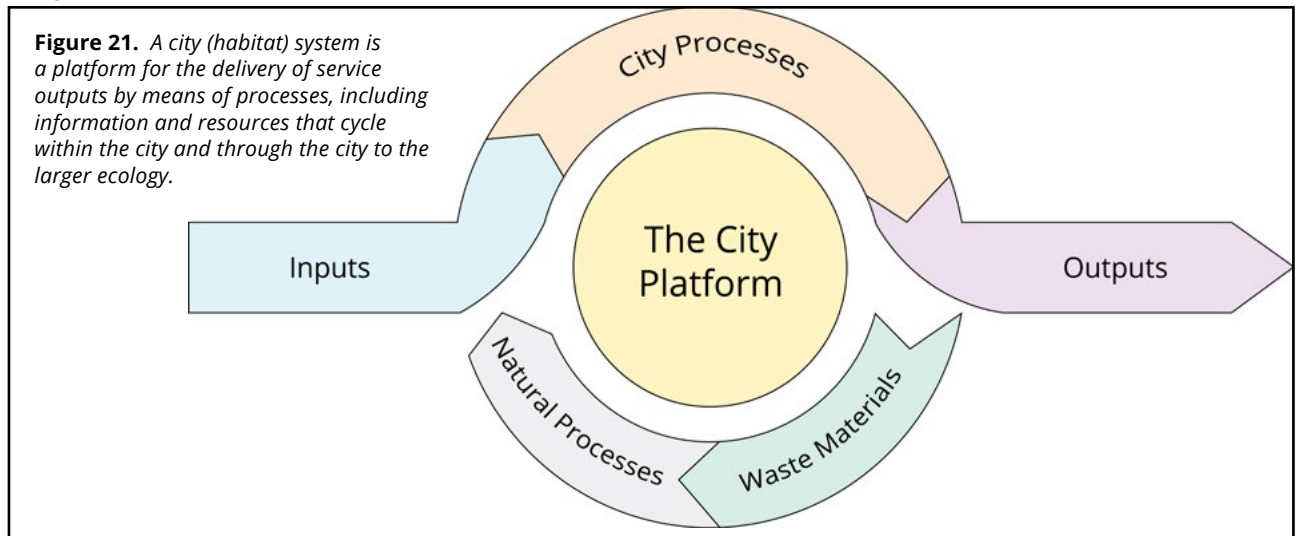 Figure 21. A city (habitat) system is
a platform for the delivery of service
outputs by means of processes, including
information and resources that cycle
within the city and through the city to the
larger ecology.
City Processes
Inputs
The City
Platform
Outputs
Natural Processes
Waste Materials